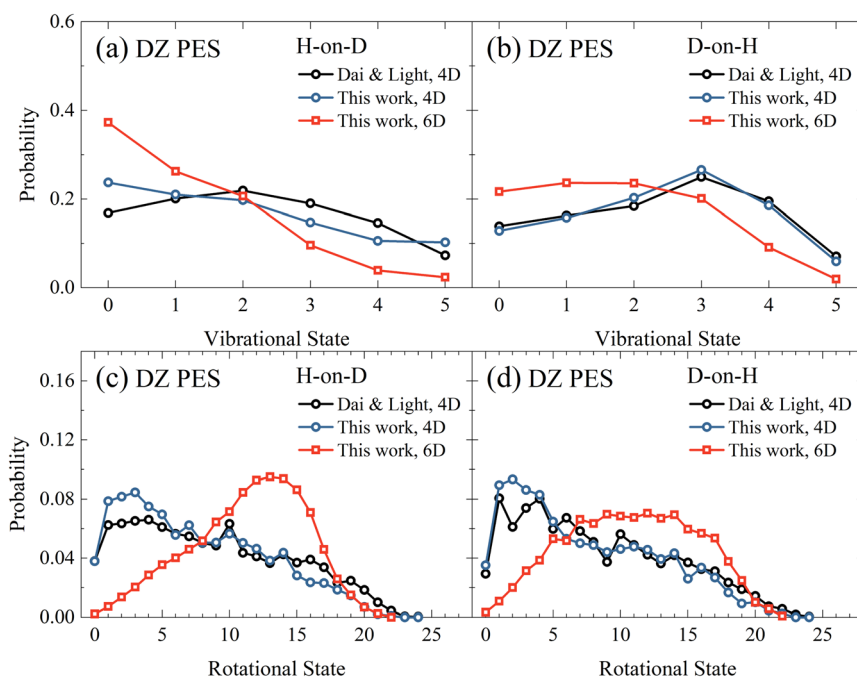 (a) DZ PES H-on-D
Dai & Light, 4D
This work, 4D
This work, 6D
0.6
0.4
0.2
0.0
Probability
0 1 2 3 4 5
Vibrational State
(b) DZ PES D-on-H
Dai & Light, 4D
This work, 4D
This work, 6D
0 1 2 3 4 5
Vibrational State
(c) DZ PES H-on-D
Dai & Light, 4D
This work, 4D
This work, 6D
0.16
0.12
0.08
0.04
0.00
Probability
0 5 10 15 20 25
Rotational State
(d) DZ PES D-on-H
Dai & Light, 4D
This work, 4D
This work, 6D
0 5 10 15 20 25
Rotational State